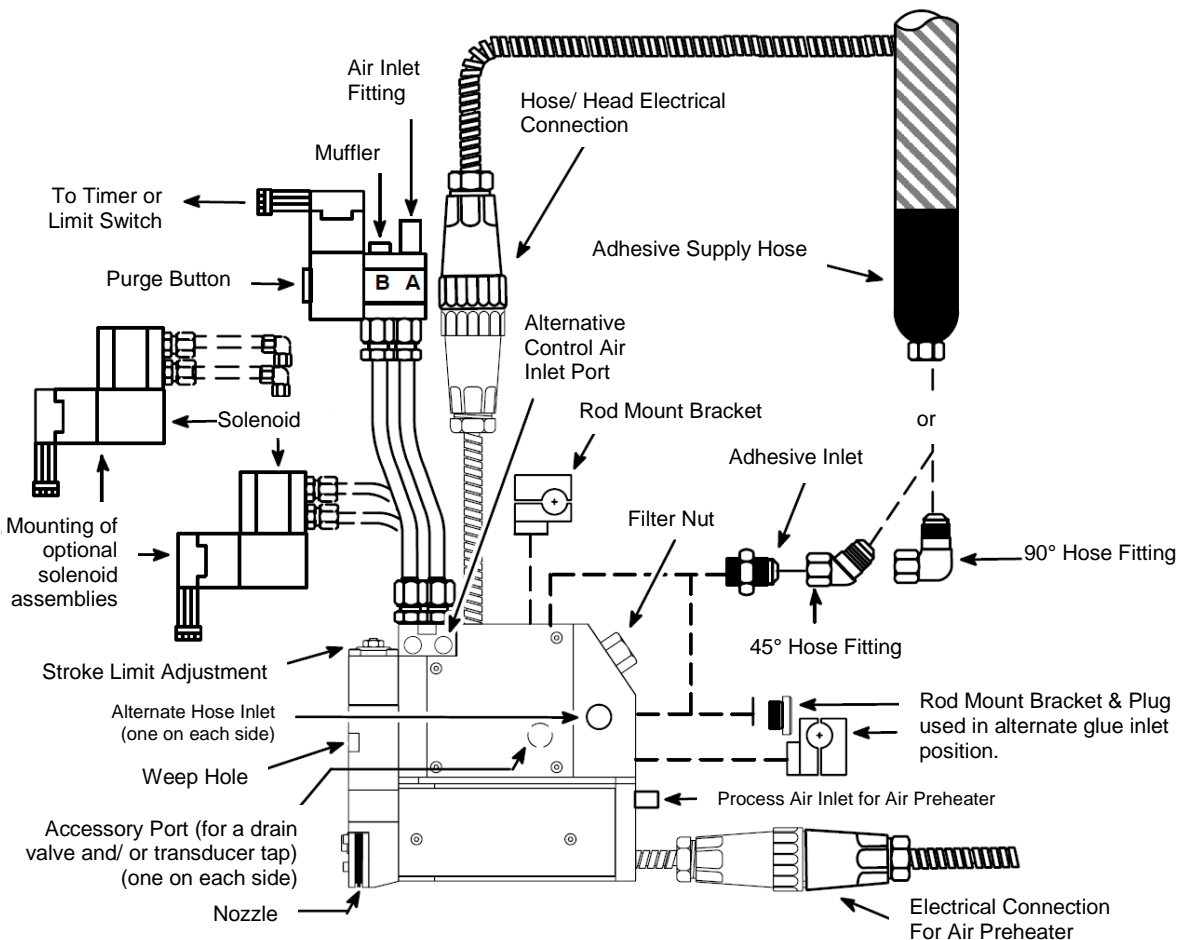 Air Inlet
Fitting
Hose/ Head Electrical
Connection
Muffler
To Timer or
Limit Switch
Adhesive Supply Hose
Purge Button
B A
Alternative
Control Air
Inlet Port
Rod Mount Bracket
or
Solenoid
Adhesive Inlet
Filter Nut
Mounting of
optional
solenoid
assemblies
90° Hose Fitting
45° Hose Fitting
Stroke Limit Adjustment
Alternate Hose Inlet
(one on each side)
Rod Mount Bracket & Plug
used in alternate glue inlet
position.
Weep Hole
Process Air Inlet for Air Preheater
Accessory Port (for a drain
valve and/ or transducer tap)
(one on each side)
Nozzle
Electrical Connection
For Air Preheater